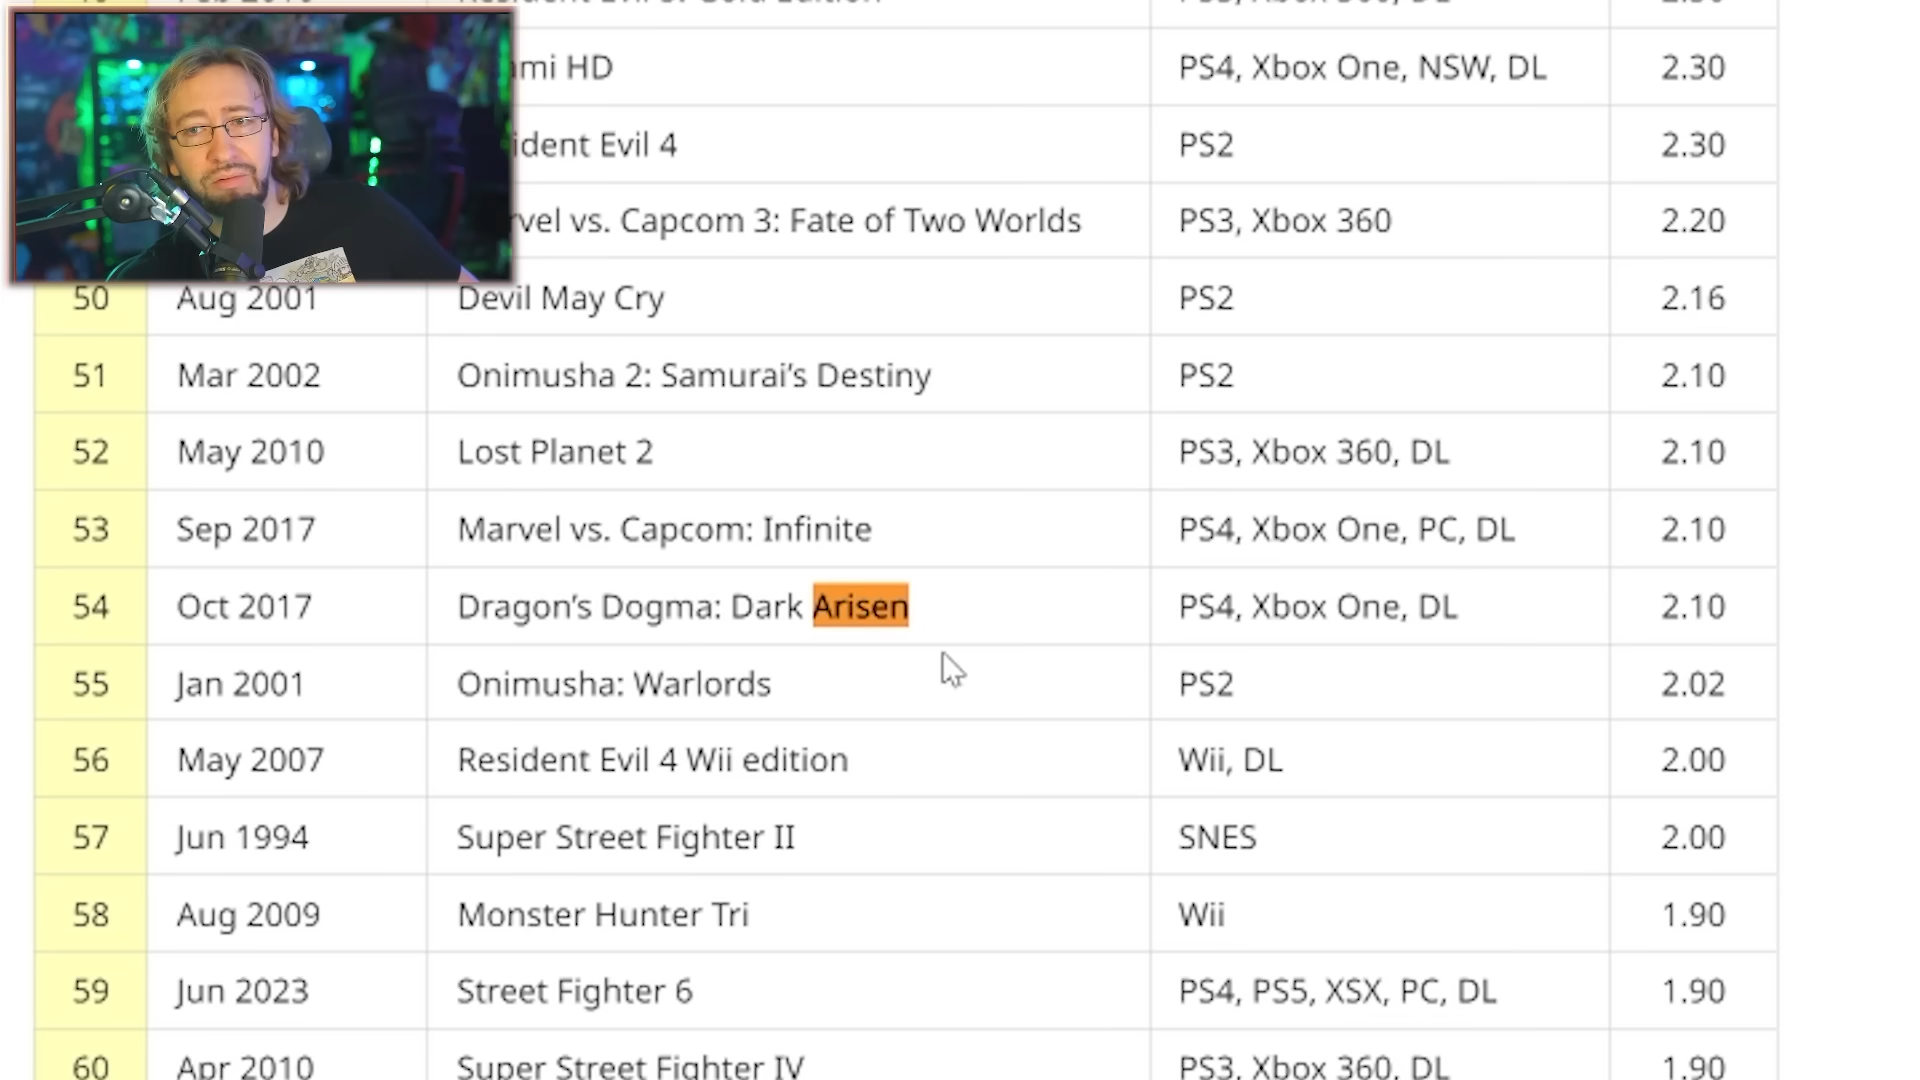 mi HD PS4, Xbox One, NSW, DL 2.30
ident Evil 4 PS2 2.30
vel vs. Capcom 3: Fate of Two Worlds PS3, Xbox 360 2.20
50 Aug 2001 Devil May Cry PS2 2.16
51 Mar 2002 Onimusha 2: Samurai’s Destiny PS2 2.10
52 May 2010 Lost Planet 2 PS3, Xbox 360, DL 2.10
53 Sep 2017 Marvel vs. Capcom: Infinite PS4, Xbox One, PC, DL 2.10
54 Oct 2017 Dragon’s Dogma: Dark Arisen PS4, Xbox One, DL 2.10
55 Jan 2001 Onimusha: Warlords PS2 2.02
56 May 2007 Resident Evil 4 Wii edition Wii, DL 2.00
57 Jun 1994 Super Street Fighter II SNES 2.00
58 Aug 2009 Monster Hunter Tri Wii 1.90
59 Jun 2023 Street Fighter 6 PS4, PS5, XSX, PC, DL 1.90
60 Apr 2010 Super Street Fighter IV PS3, Xbox 360, DL 1.90